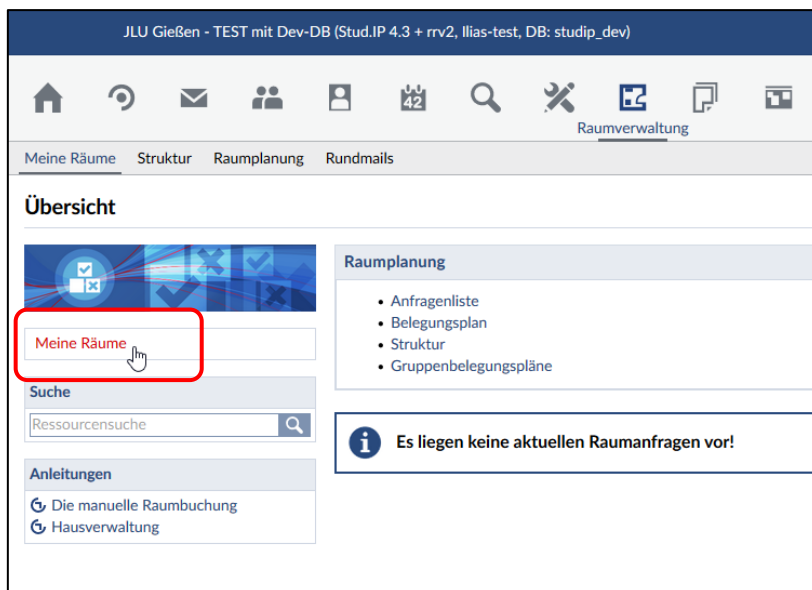 JLU Gießen - TEST mit Dev-DB (Stud.IP 4.3 + rrv2, Ilias-test, DB: studip_dev)
42
Raumverwaltung
Meine Räume Struktur Raumplanung Rundmails
Übersicht
Meine Räume
Suche
Ressourcensuche
Anleitungen
Die manuelle Raumbuchung
Hausverwaltung
Raumplanung
• Anfragenliste
• Belegungsplan
• Struktur
• Gruppenbelegungspläne
Es liegen keine aktuellen Raumanfragen vor!